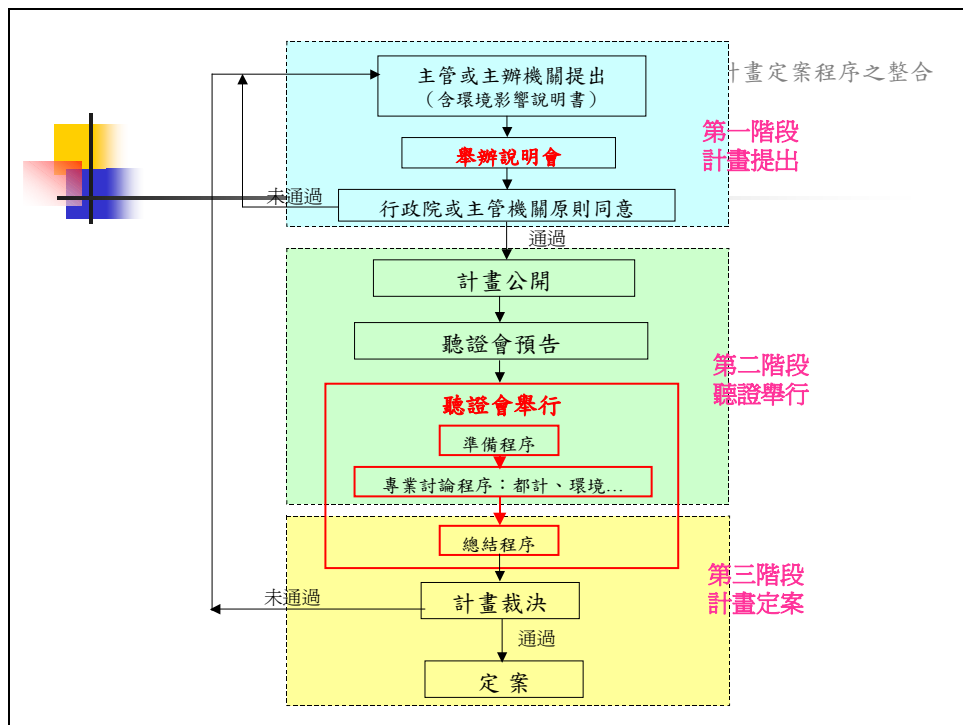 計畫定案程序之整合
主管或主辦機關提出
（含環境影響說明書）
第一階段
計畫提出
舉辦說明會
未通過
行政院或主管機關原則同意
通過
計畫公開
聽證會預告
第二階段
聽證舉行
聽證會舉行
準備程序
專業討論程序：都計、環境...
總結程序
第三階段
計畫定案
未通過
計畫裁決
通過
定 案